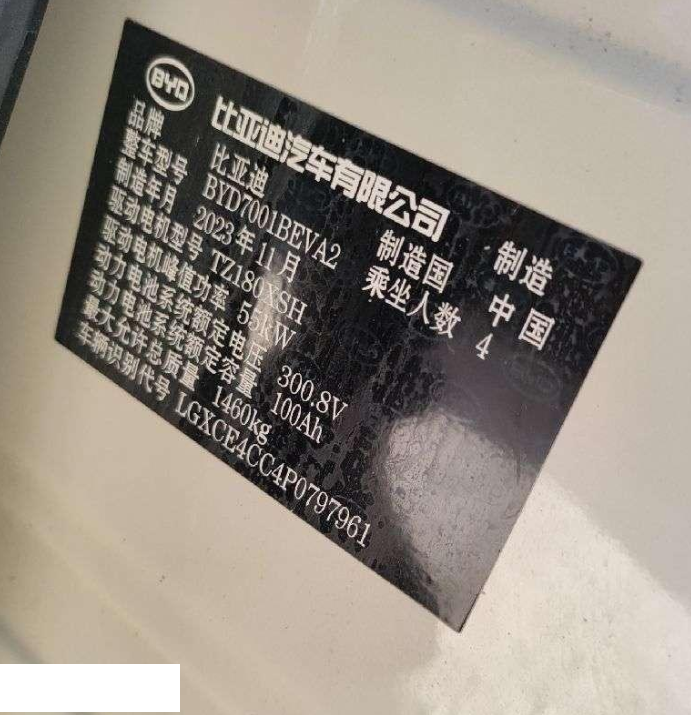 BYD 比亚迪汽车有限公司 制造
品牌 比亚迪 制造国 中国
整车型号 BYD7001BEVA2 乘坐人数 4
制造年月 2023年11月
驱动电机型号 TZ180XSH
驱动电机峰值功率 55kW
动力电池系统额定电压 300.8V
动力电池系统额定容量 100Ah
最大允许总质量 1460kg
车辆识别代号 LGXCE4CC4P0797961